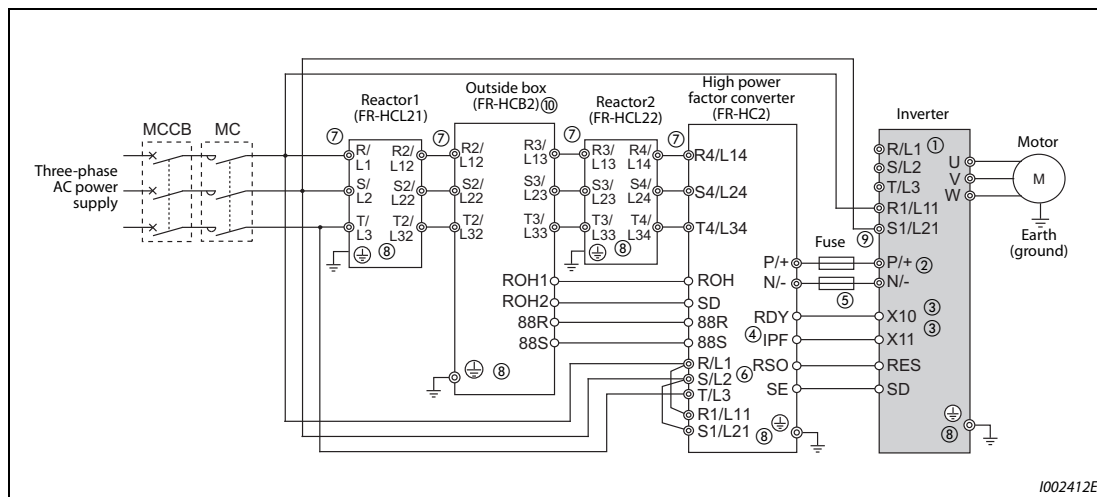 MCCB
MC
Three-phase
AC power
supply
Reactor1
(FR-HCL21)
⑦
R/
L1
R2/
L12
S/
L2
S2/
L22
T/
L3
T2/
L32
⑧
Outside box
(FR-HCB2)⑩
⑦
R2/
L12
R3/
L13
S2/
L22
S3/
L23
T2/
L32
T3/
L33
ROH1
ROH2
88R
88S
⑧
Reactor2
(FR-HCL22)
⑦
R3/
L13
R4/
L14
S3/
L23
S4/
L24
T3/
L33
T4/
L34
⑧
High power
factor converter
(FR-HC2)
⑦
R4/L14
S4/L24
T4/L34
P/+
N/-
ROH
SD
88R
88S
RDY
④ IPF
RSO
SE
R/L1
S/L2 ⑥
T/L3
R1/L11
S1/L21
⑧
Fuse
⑤
Inverter
R/L1 ①
S/L2
T/L3
R1/L11
S1/L21
⑨
P/+ ②
N/-
X10 ③
③
X11
RES
SD
⑧
U
V
W
Motor
M
Earth
(ground)
I002412E